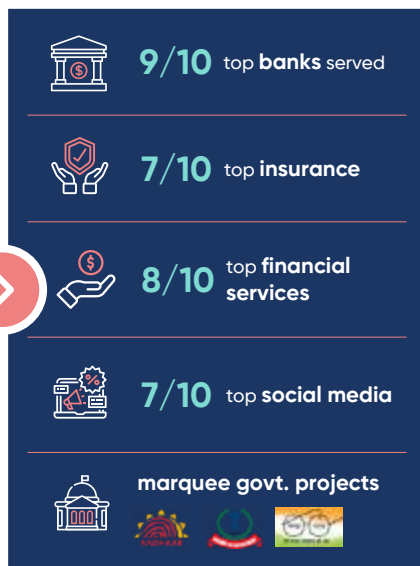 9/10 top banks served
7/10 top insurance
8/10 top financial
services
7/10 top social media
marquee govt. projects
AADHAAR